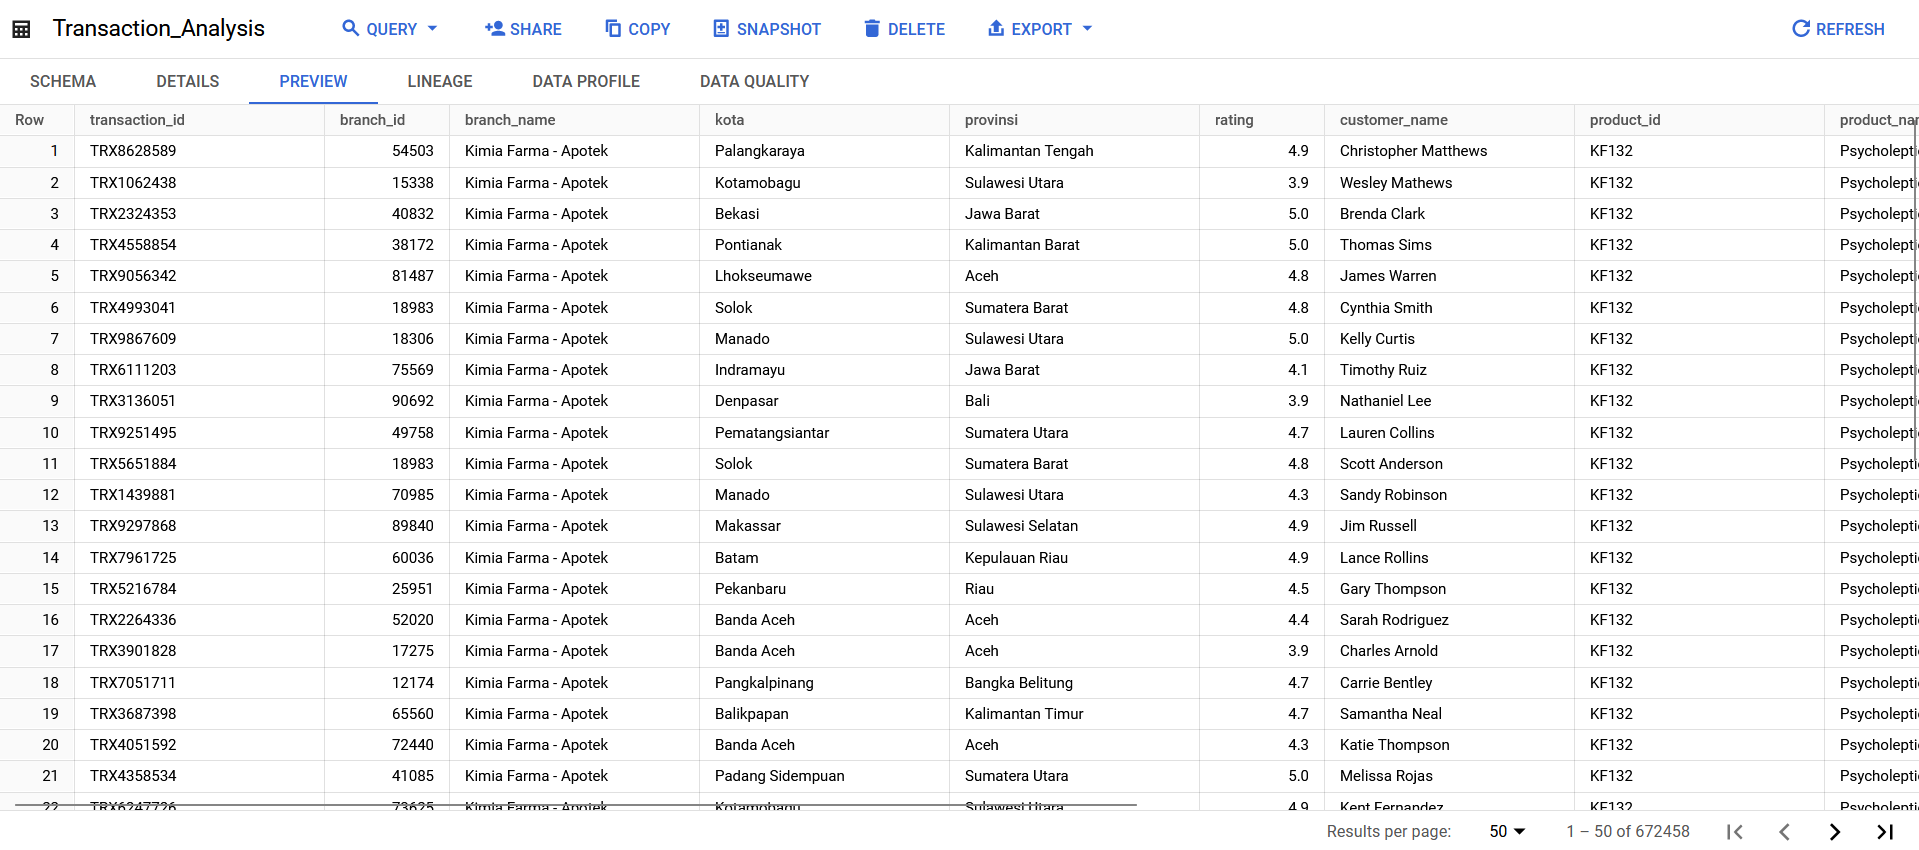 Transaction_Analysis QUERY SHARE COPY SNAPSHOT DELETE EXPORT REFRESH
SCHEMA DETAILS PREVIEW LINEAGE DATA PROFILE DATA QUALITY
Row transaction_id branch_id branch_name kota provinsi rating customer_name product_id product_nar
1 TRX8628589 54503 Kimia Farma - Apotek Palangkaraya Kalimantan Tengah 4.9 Christopher Matthews KF132 Psycholepti
2 TRX1062438 15338 Kimia Farma - Apotek Kotamobagu Sulawesi Utara 3.9 Wesley Mathews KF132 Psycholepti
3 TRX2324353 40832 Kimia Farma - Apotek Bekasi Jawa Barat 5.0 Brenda Clark KF132 Psycholepti
4 TRX4558854 38172 Kimia Farma - Apotek Pontianak Kalimantan Barat 5.0 Thomas Sims KF132 Psycholepti
5 TRX9056342 81487 Kimia Farma - Apotek Lhokseumawe Aceh 4.8 James Warren KF132 Psycholepti
6 TRX4993041 18983 Kimia Farma - Apotek Solok Sumatera Barat 4.8 Cynthia Smith KF132 Psycholepti
7 TRX9867609 18306 Kimia Farma - Apotek Manado Sulawesi Utara 5.0 Kelly Curtis KF132 Psycholepti
8 TRX6111203 75569 Kimia Farma - Apotek Indramayu Jawa Barat 4.1 Timothy Ruiz KF132 Psycholepti
9 TRX3136051 90692 Kimia Farma - Apotek Denpasar Bali 3.9 Nathaniel Lee KF132 Psycholepti
10 TRX9251495 49758 Kimia Farma - Apotek Pematangsiantar Sumatera Utara 4.7 Lauren Collins KF132 Psycholepti
11 TRX5651884 18983 Kimia Farma - Apotek Solok Sumatera Barat 4.8 Scott Anderson KF132 Psycholepti
12 TRX1439881 70985 Kimia Farma - Apotek Manado Sulawesi Utara 4.3 Sandy Robinson KF132 Psycholepti
13 TRX9297868 89840 Kimia Farma - Apotek Makassar Sulawesi Selatan 4.9 Jim Russell KF132 Psycholepti
14 TRX7961725 60036 Kimia Farma - Apotek Batam Kepulauan Riau 4.9 Lance Rollins KF132 Psycholepti
15 TRX5216784 25951 Kimia Farma - Apotek Pekanbaru Riau 4.5 Gary Thompson KF132 Psycholepti
16 TRX2264336 52020 Kimia Farma - Apotek Banda Aceh Aceh 4.4 Sarah Rodriguez KF132 Psycholepti
17 TRX3901828 17275 Kimia Farma - Apotek Banda Aceh Aceh 3.9 Charles Arnold KF132 Psycholepti
18 TRX7051711 12174 Kimia Farma - Apotek Pangkalpinang Bangka Belitung 4.7 Carrie Bentley KF132 Psycholepti
19 TRX3687398 65560 Kimia Farma - Apotek Balikpapan Kalimantan Timur 4.7 Samantha Neal KF132 Psycholepti
20 TRX4051592 72440 Kimia Farma - Apotek Banda Aceh Aceh 4.3 Katie Thompson KF132 Psycholepti
21 TRX4358534 41085 Kimia Farma - Apotek Padang Sidempuan Sumatera Utara 5.0 Melissa Rojas KF132 Psycholepti
22 TRX6247726 73625 Kimia Farma - Apotek Kotamobagu Sulawesi Utara 4.9 Kent Fernandez KF132 Psycholepti
Results per page: 50 1 – 50 of 672458